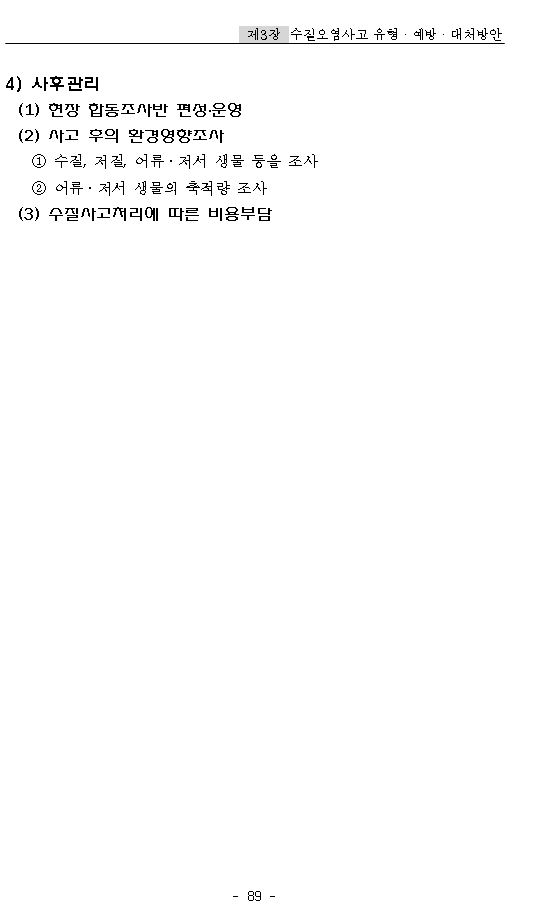 제3장 수질오염사고 유형 · 예방 · 대처방안
4) 사후관리
(1) 현장 합동조사반 편성·운영
(2) 사고 후의 환경영향조사
① 수질, 저질, 어류 · 저서 생물 등을 조사
② 어류 · 저서 생물의 축적량 조사
(3) 수질사고처리에 따른 비용부담
- 89 -